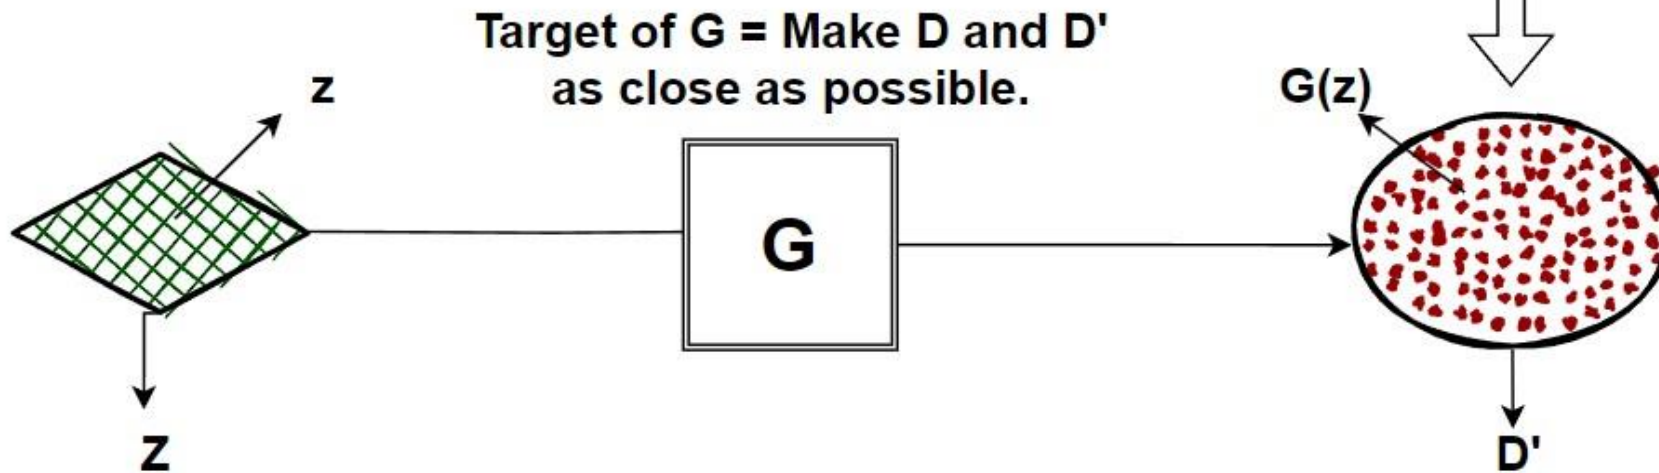 Target of G = Make D and D'
as close as possible.
z
G(z)
G
Z
D'